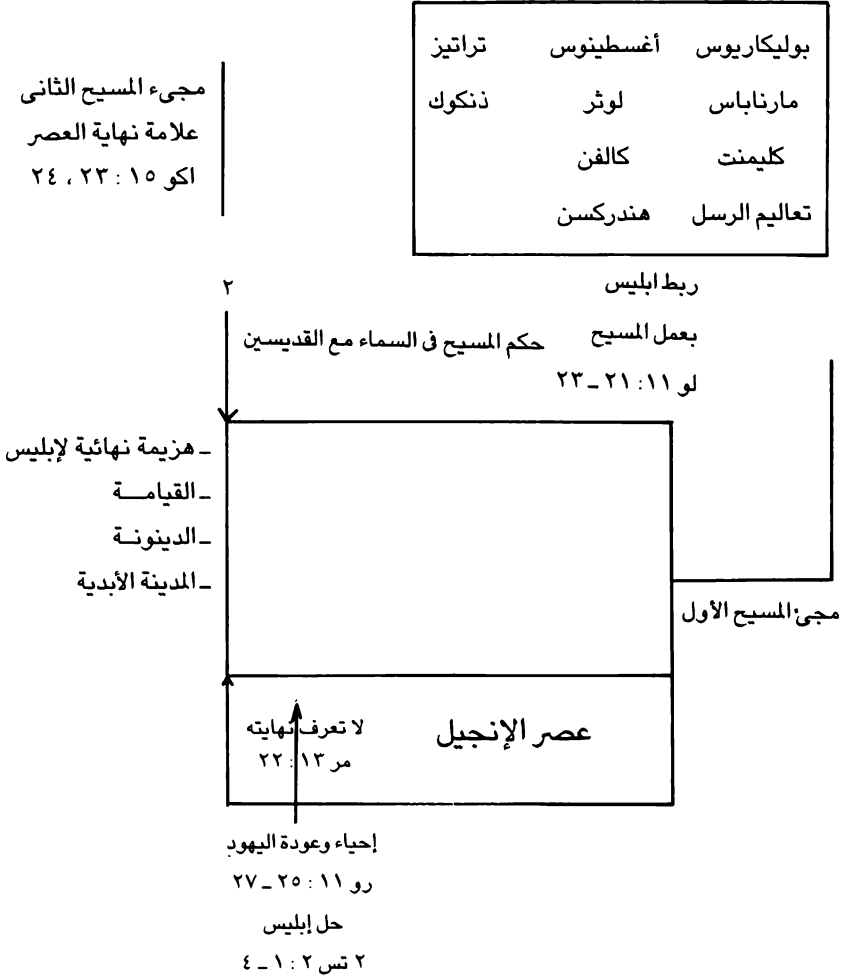 بوليكاريوس أغسطينوس تراتيز
مارناباس لوثر ذنكوك
كليمنت كالفن
تعاليم الرسل هندركسن
مجىء المسيح الثانى
علامة نهاية العصر
اكو ١٥ : ٢٣ ، ٢٤
ربط ابليس
بعمل المسيح
لو ١١ : ٢١ ـ ٢٣
٢
حكم المسيح فى السماء مع القديسين
ـ هزيمة نهائية لإبليس
ـ القيامـــة
ـ الدينونـة
ـ المدينة الأبدية
مجئ المسيح الأول
عصر الإنجيل
لا تعرف نهايته
مر ١٣ : ٢٢
إحياء وعودة اليهود
رو ١١ : ٢٥ ـ ٢٧
حل إبليس
٢ تس ٢ : ١ ـ ٤